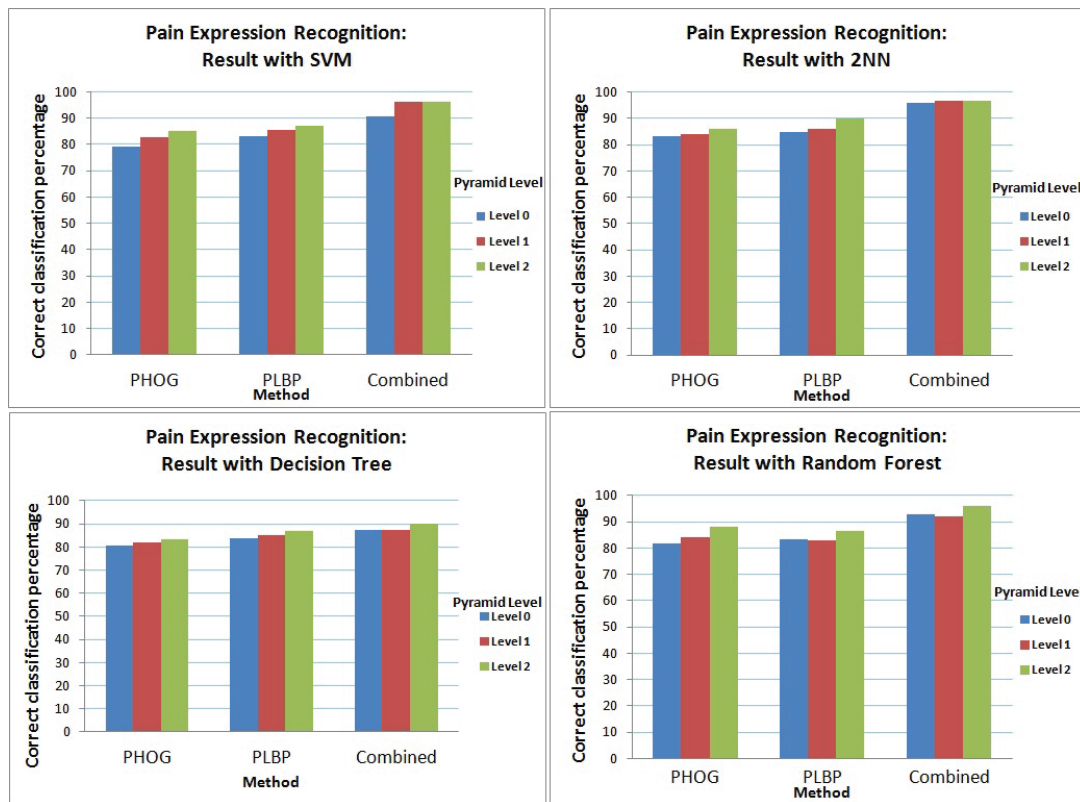 Pain Expression Recognition:
Result with SVM
Correct classification percentage
100
90
80
70
60
50
40
30
20
10
0
PHOG
PLBP
Combined
Method
Pyramid Level
Level 0
Level 1
Level 2
Pain Expression Recognition:
Result with 2NN
Correct classification percentage
100
90
80
70
60
50
40
30
20
10
0
PHOG
PLBP
Combined
Method
Pyramid Level
Level 0
Level 1
Level 2
Pain Expression Recognition:
Result with Decision Tree
Correct classification percentage
100
90
80
70
60
50
40
30
20
10
0
PHOG
PLBP
Combined
Method
Pyramid Level
Level 0
Level 1
Level 2
Pain Expression Recognition:
Result with Random Forest
Correct classification percentage
100
90
80
70
60
50
40
30
20
10
0
PHOG
PLBP
Combined
Method
Pyramid Level
Level 0
Level 1
Level 2